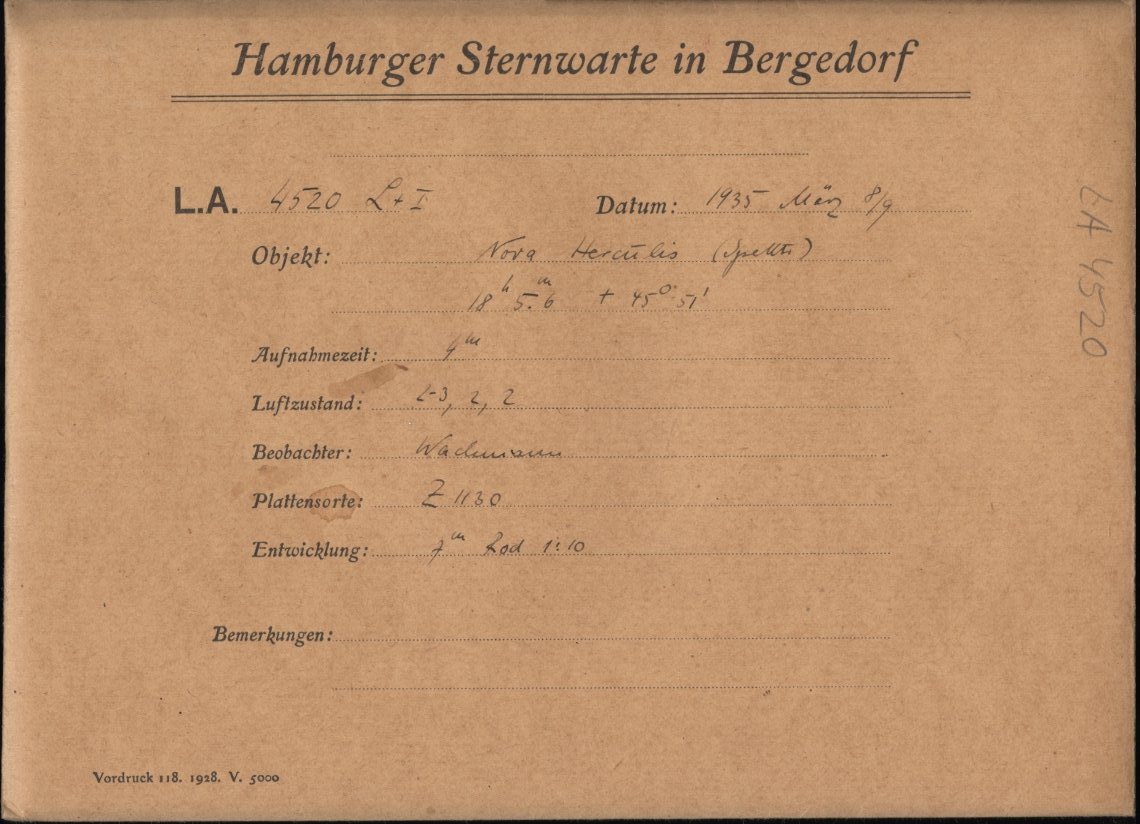 Hamburger Sternwarte in Bergedorf
L.A. 4520 L+I Datum: 1935 März 8/9
Objekt: Nova Herculis (Spektr)
18ʰ 5.ᵐ6 + 45° 51'
Aufnahmezeit: 4ᵐ
Luftzustand: 2-3, 2, 2
Beobachter: Wachmann
Plattensorte: Z 1130
Entwicklung: 7ᵐ Rod 1:10
Bemerkungen:
Vordruck 118. 1928. V. 5000
LA 4520